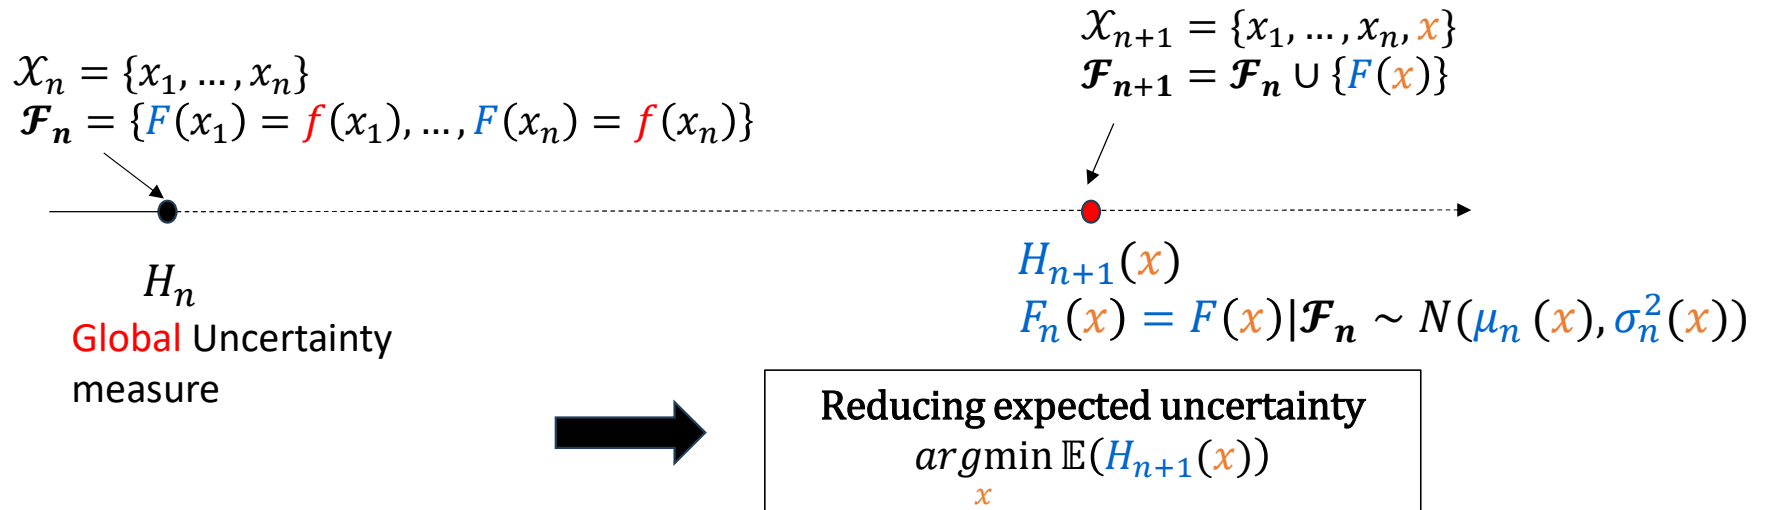 𝒳ₙ = {x₁, … , xₙ}
𝓕ₙ = {F(x₁) = f(x₁), … , F(xₙ) = f(xₙ)}
𝒳ₙ₊₁ = {x₁, … , xₙ, x}
𝓕ₙ₊₁ = 𝓕ₙ ∪ {F(x)}
Hₙ
Global Uncertainty
measure
Hₙ₊₁(x)
Fₙ(x) = F(x)|𝓕ₙ ~ N(μₙ (x), σₙ²(x))
Reducing expected uncertainty
argmin 𝔼(Hₙ₊₁(x))
x